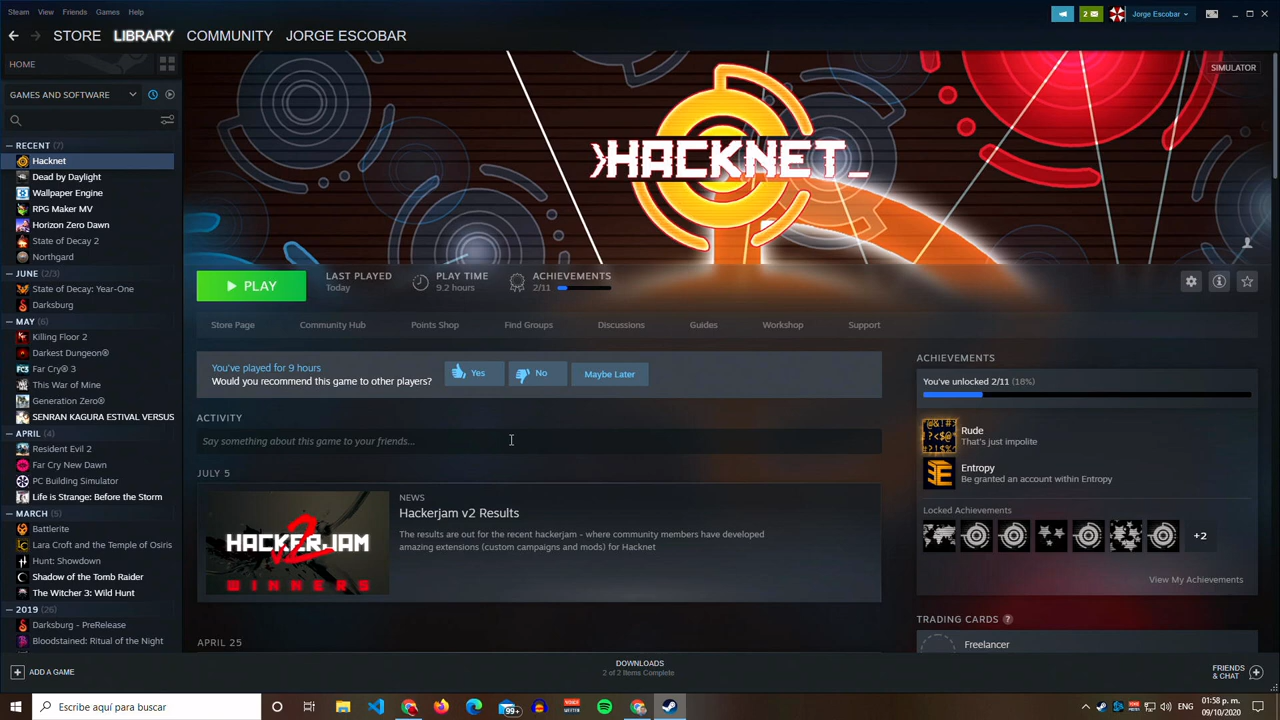 Steam View Friends Games Help
2 Jorge Escobar
STORE LIBRARY COMMUNITY JORGE ESCOBAR
HOME
GAMES AND SOFTWARE
RECENT (7)
Hacknet
Dead by Daylight
Wallpaper Engine
RPG Maker MV
Horizon Zero Dawn
State of Decay 2
Northgard
JUNE (2/3)
State of Decay: Year-One
Darksburg
MAY (6)
Killing Floor 2
Darkest Dungeon®
Far Cry® 3
This War of Mine
Generation Zero®
SENRAN KAGURA ESTIVAL VERSUS
APRIL (4)
Resident Evil 2
Far Cry New Dawn
PC Building Simulator
Life is Strange: Before the Storm
MARCH (5)
Battlerite
Lara Croft and the Temple of Osiris
Hunt: Showdown
Shadow of the Tomb Raider
The Witcher 3: Wild Hunt
2019 (26)
Darksburg - PreRelease
Bloodstained: Ritual of the Night
SIMULATOR
HACKNET_
PLAY
LAST PLAYED
Today
PLAY TIME
9.2 hours
ACHIEVEMENTS
2/11
Store Page Community Hub Points Shop Find Groups Discussions Guides Workshop Support
You've played for 9 hours
Would you recommend this game to other players?
Yes No Maybe Later
ACTIVITY
Say something about this game to your friends...
JULY 5
HACKERJAM
V2
WINNERS
NEWS
Hackerjam v2 Results
The results are out for the recent hackerjam - where community members have developed
amazing extensions (custom campaigns and mods) for Hacknet
APRIL 25
ACHIEVEMENTS
You've unlocked 2/11 (18%)
Rude
That's just impolite
Entropy
Be granted an account within Entropy
Locked Achievements
+2
View My Achievements
TRADING CARDS ?
Freelancer
ADD A GAME
DOWNLOADS
2 of 2 Items Complete
FRIENDS
& CHAT
Escribe aquí para buscar
99+
ENG
01:58 p. m.
09/10/2020